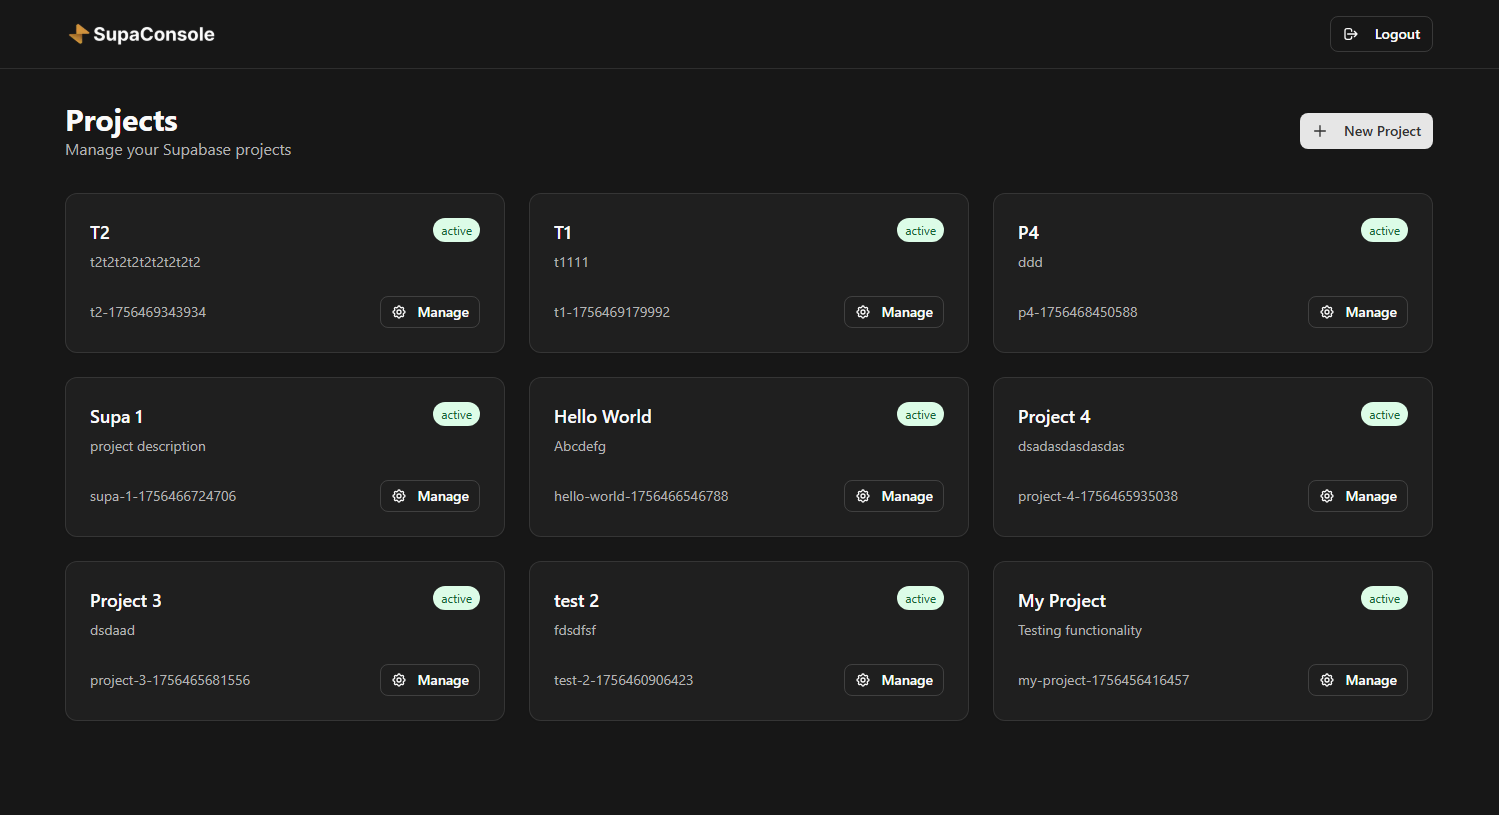 SupaConsole
Logout
Projects
Manage your Supabase projects
New Project
T2
active
t2t2t2t2t2t2t2t2t2
t2-1756469343934
Manage
T1
active
t1111
t1-1756469179992
Manage
P4
active
ddd
p4-1756468450588
Manage
Supa 1
active
project description
supa-1-1756466724706
Manage
Hello World
active
Abcdefg
hello-world-1756466546788
Manage
Project 4
active
dsadasdasdasdas
project-4-1756465935038
Manage
Project 3
active
dsdaad
project-3-1756465681556
Manage
test 2
active
fdsdfsf
test-2-1756460906423
Manage
My Project
active
Testing functionality
my-project-1756456416457
Manage